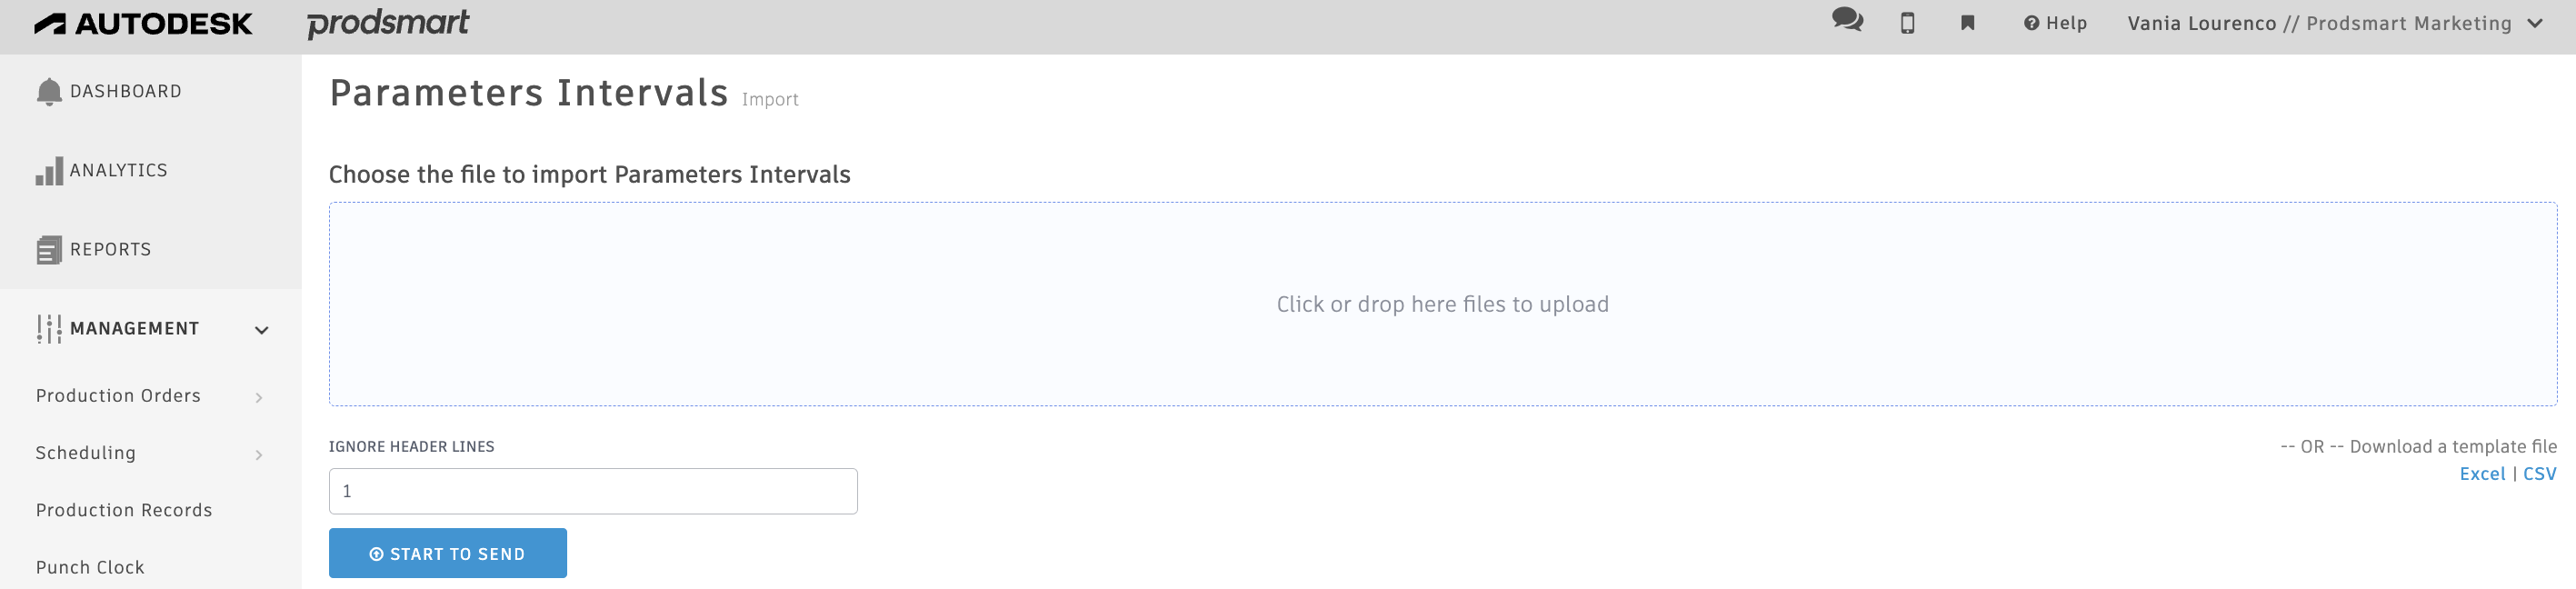 AUTODESK prodsmart Help Vania Lourenco // Prodsmart Marketing
DASHBOARD
ANALYTICS
REPORTS
MANAGEMENT
Production Orders
Scheduling
Production Records
Punch Clock
Parameters Intervals Import
Choose the file to import Parameters Intervals
Click or drop here files to upload
IGNORE HEADER LINES
1
START TO SEND
-- OR -- Download a template file
Excel | CSV